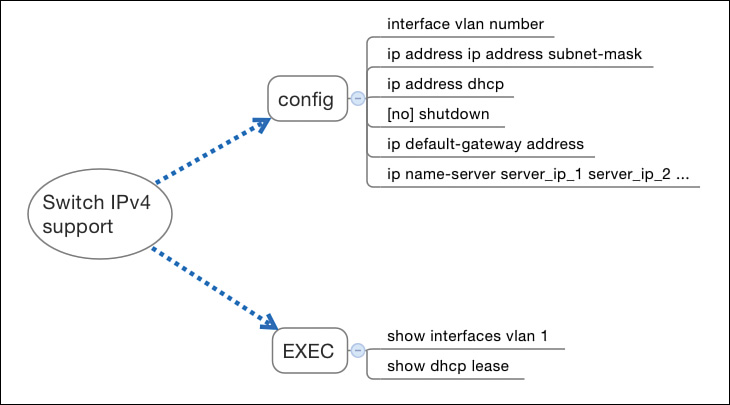 Switch IPv4
support
config
interface vlan number
ip address ip address subnet-mask
ip address dhcp
[no] shutdown
ip default-gateway address
ip name-server server_ip_1 server_ip_2 ...
EXEC
show interfaces vlan 1
show dhcp lease